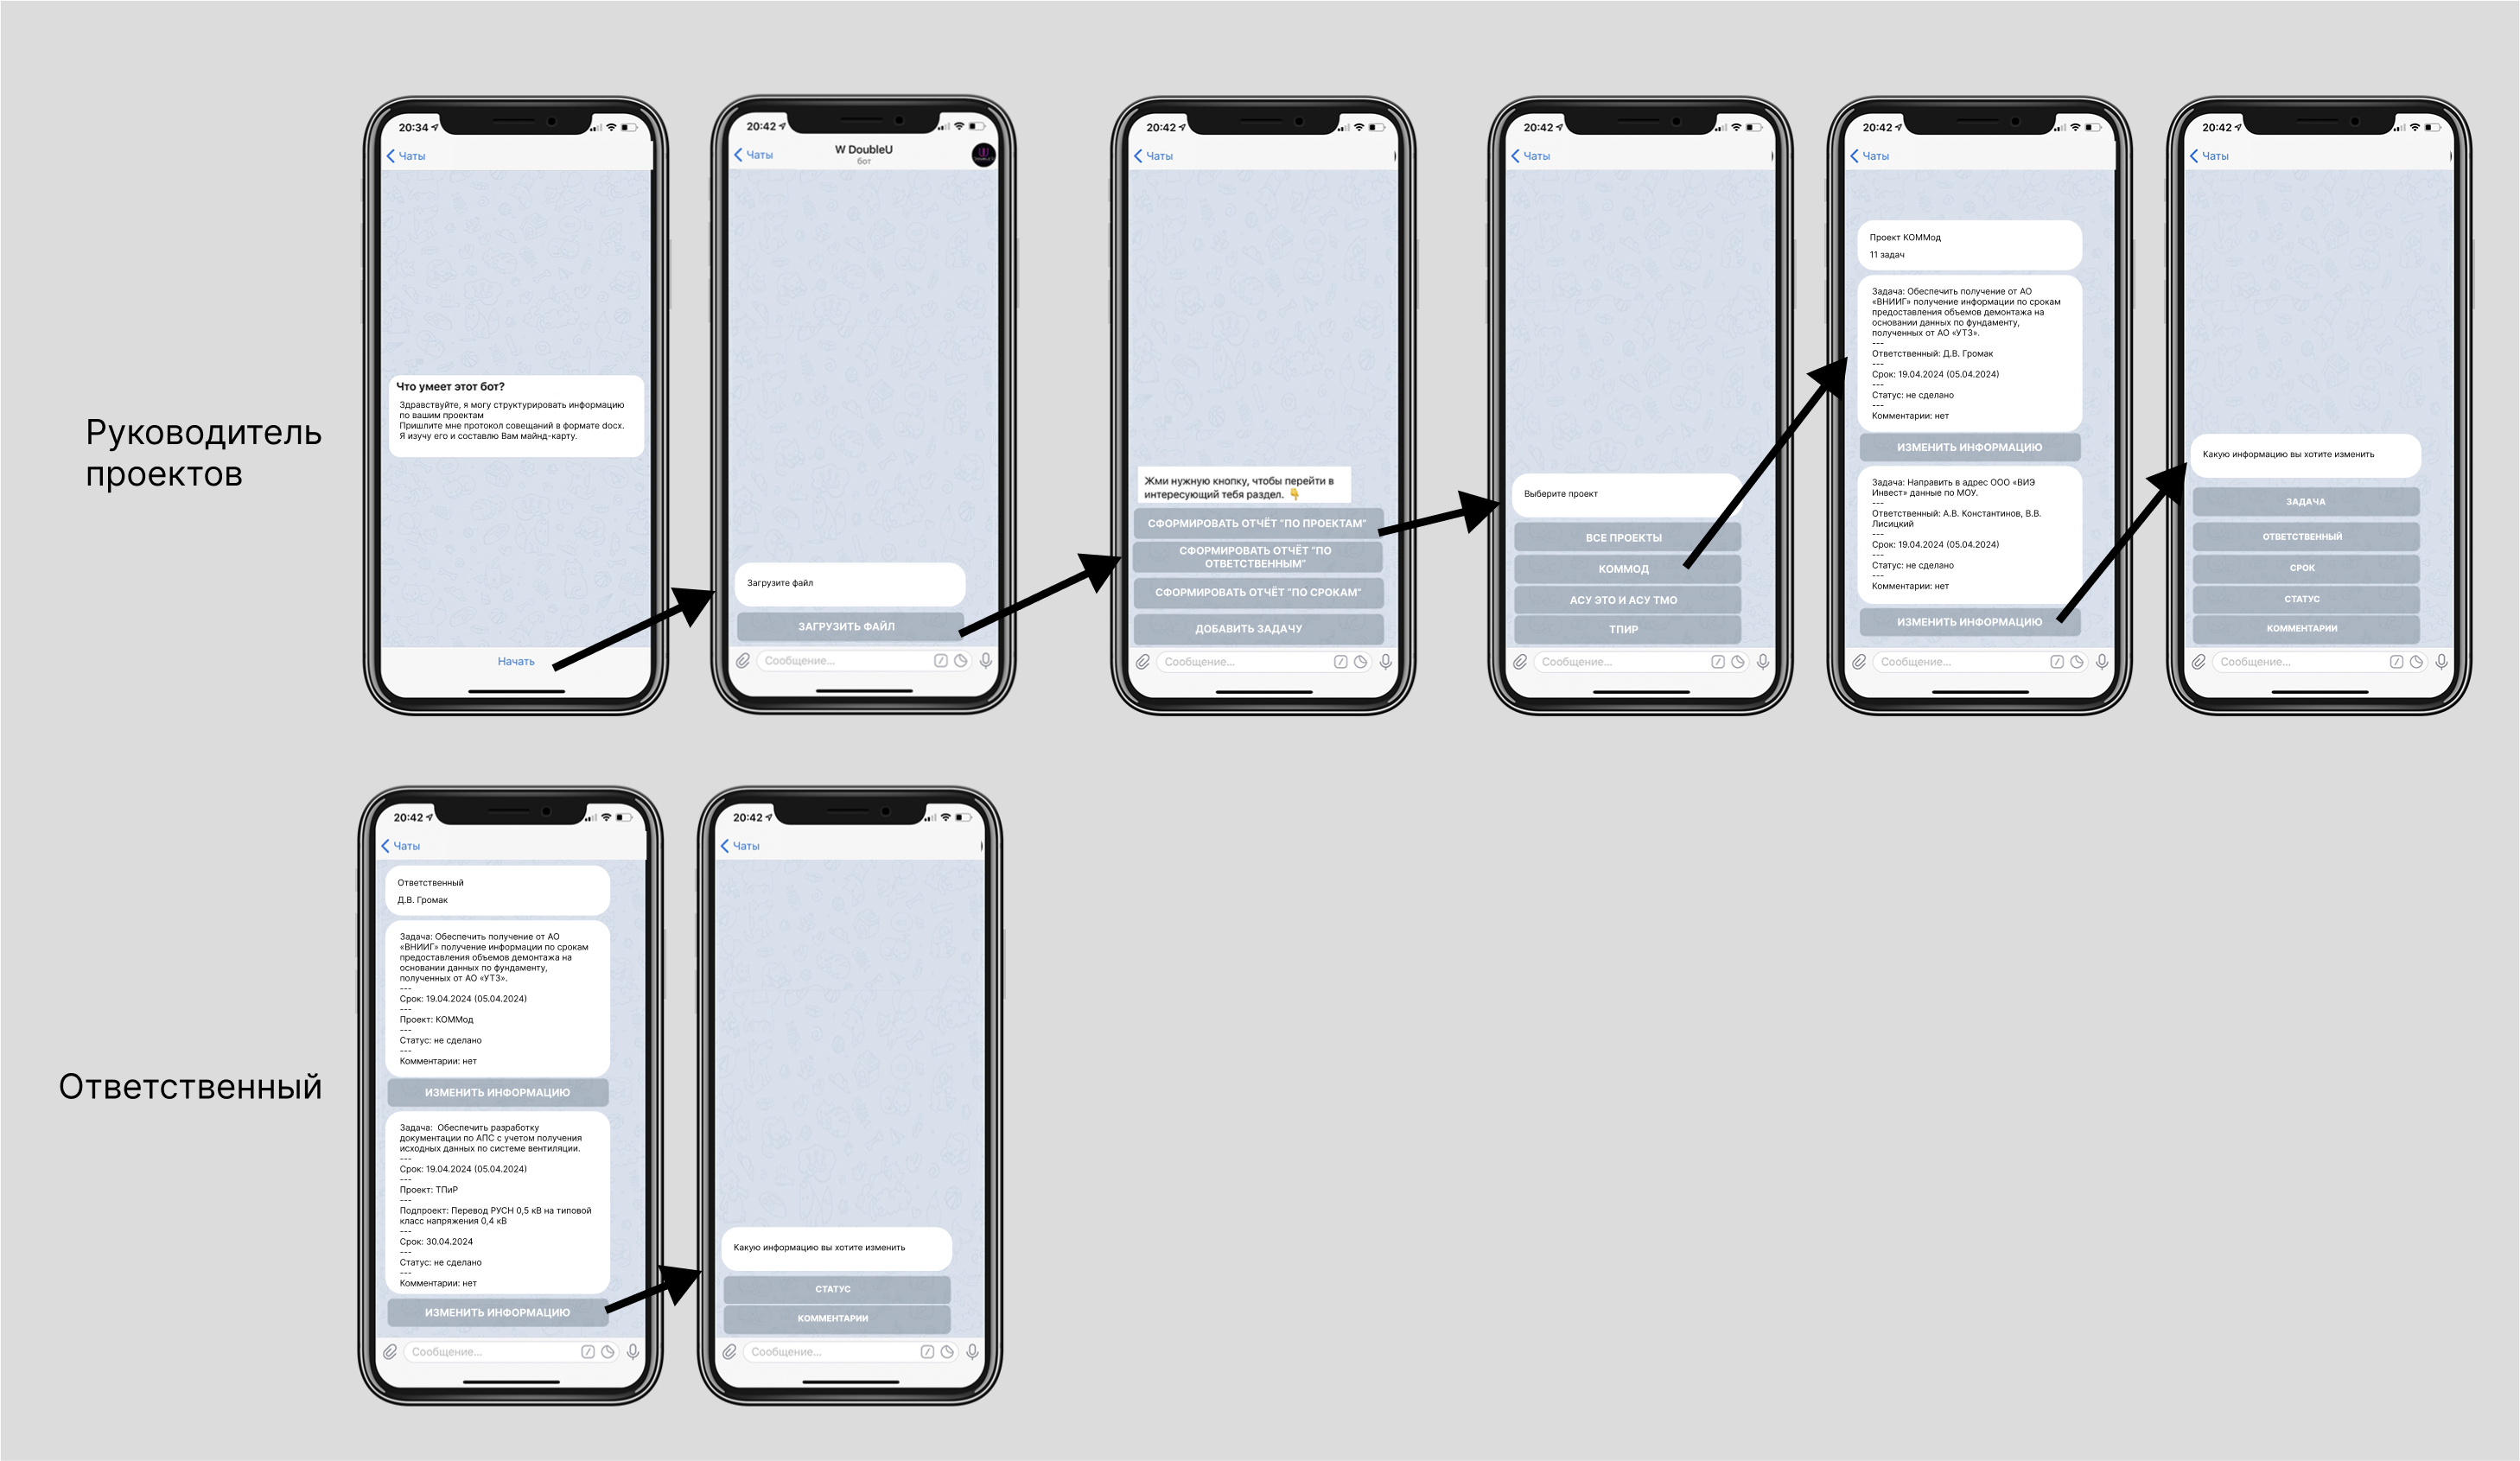 Руководитель
проектов
20:34
Чаты
Что умеет этот бот?
Здравствуйте, я могу структурировать информацию
по вашим проектам
Пришлите мне протокол совещаний в формате docx.
Я изучу его и составлю Вам майнд-карту.
Начать
20:42
Чаты
W DoubleU
бот
Загрузите файл
ЗАГРУЗИТЬ ФАЙЛ
Сообщение...
20:42
Чаты
Жми нужную кнопку, чтобы перейти в
интересующий тебя раздел. 👇
СФОРМИРОВАТЬ ОТЧЁТ "ПО ПРОЕКТАМ"
СФОРМИРОВАТЬ ОТЧЁТ "ПО
ОТВЕТСТВЕННЫМ"
СФОРМИРОВАТЬ ОТЧЁТ "ПО СРОКАМ"
ДОБАВИТЬ ЗАДАЧУ
Сообщение...
20:42
Чаты
Выберите проект
ВСЕ ПРОЕКТЫ
КОММОД
АСУ ЭТО И АСУ ТМО
ТПИР
Сообщение...
20:42
Чаты
Проект КОММод
11 задач
Задача: Обеспечить получение от АО
«ВНИИГ» получение информации по срокам
предоставления объемов демонтажа на
основании данных по фундаменту,
полученных от АО «УТЗ».
---
Ответственный: Д.В. Громак
---
Срок: 19.04.2024 (05.04.2024)
---
Статус: не сделано
---
Комментарии: нет
ИЗМЕНИТЬ ИНФОРМАЦИЮ
Задача: Направить в адрес ООО «ВИЭ
Инвест» данные по МОУ.
---
Ответственный: А.В. Константинов, В.В.
Лисицкий
---
Срок: 19.04.2024 (05.04.2024)
---
Статус: не сделано
---
Комментарии: нет
ИЗМЕНИТЬ ИНФОРМАЦИЮ
Сообщение...
20:42
Чаты
Какую информацию вы хотите изменить
ЗАДАЧА
ОТВЕТСТВЕННЫЙ
СРОК
СТАТУС
КОММЕНТАРИИ
Сообщение...
Ответственный
20:42
Чаты
Ответственный
Д.В. Громак
Задача: Обеспечить получение от АО
«ВНИИГ» получение информации по срокам
предоставления объемов демонтажа на
основании данных по фундаменту,
полученных от АО «УТЗ».
---
Срок: 19.04.2024 (05.04.2024)
---
Проект: КОММод
---
Статус: не сделано
---
Комментарии: нет
ИЗМЕНИТЬ ИНФОРМАЦИЮ
Задача: Обеспечить разработку
документации по АПС с учетом получения
исходных данных по системе вентиляции.
---
Срок: 19.04.2024 (05.04.2024)
---
Проект: ТПиР
---
Подпроект: Перевод РУСН 0,5 кВ на типовой
класс напряжения 0,4 кВ
---
Срок: 30.04.2024
---
Статус: не сделано
---
Комментарии: нет
ИЗМЕНИТЬ ИНФОРМАЦИЮ
Сообщение...
20:42
Чаты
Какую информацию вы хотите изменить
СТАТУС
КОММЕНТАРИИ
Сообщение...